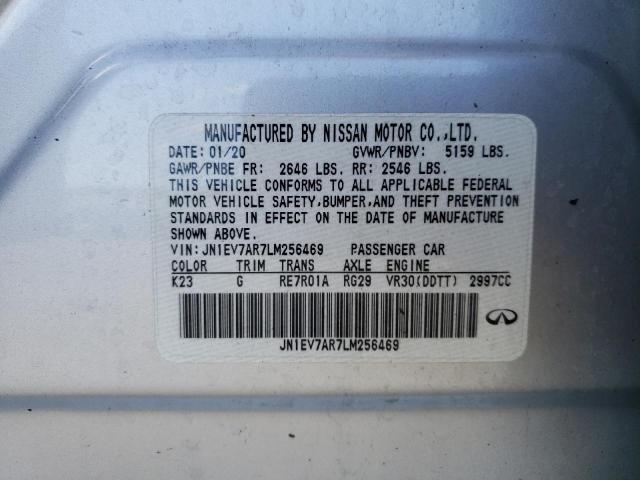 MANUFACTURED BY NISSAN MOTOR CO.,LTD.
DATE: 01/20 GVWR/PNBV: 5159 LBS.
GAWR/PNBE FR: 2646 LBS. RR: 2546 LBS.
THIS VEHICLE CONFORMS TO ALL APPLICABLE FEDERAL
MOTOR VEHICLE SAFETY,BUMPER,AND THEFT PREVENTION
STANDARDS IN EFFECT ON THE DATE OF MANUFACTURE
SHOWN ABOVE.
VIN: JN1EV7AR7LM256469 PASSENGER CAR
COLOR TRIM TRANS AXLE ENGINE
K23 G RE7R01A RG29 VR30(DDTT) 2997CC
JN1EV7AR7LM256469